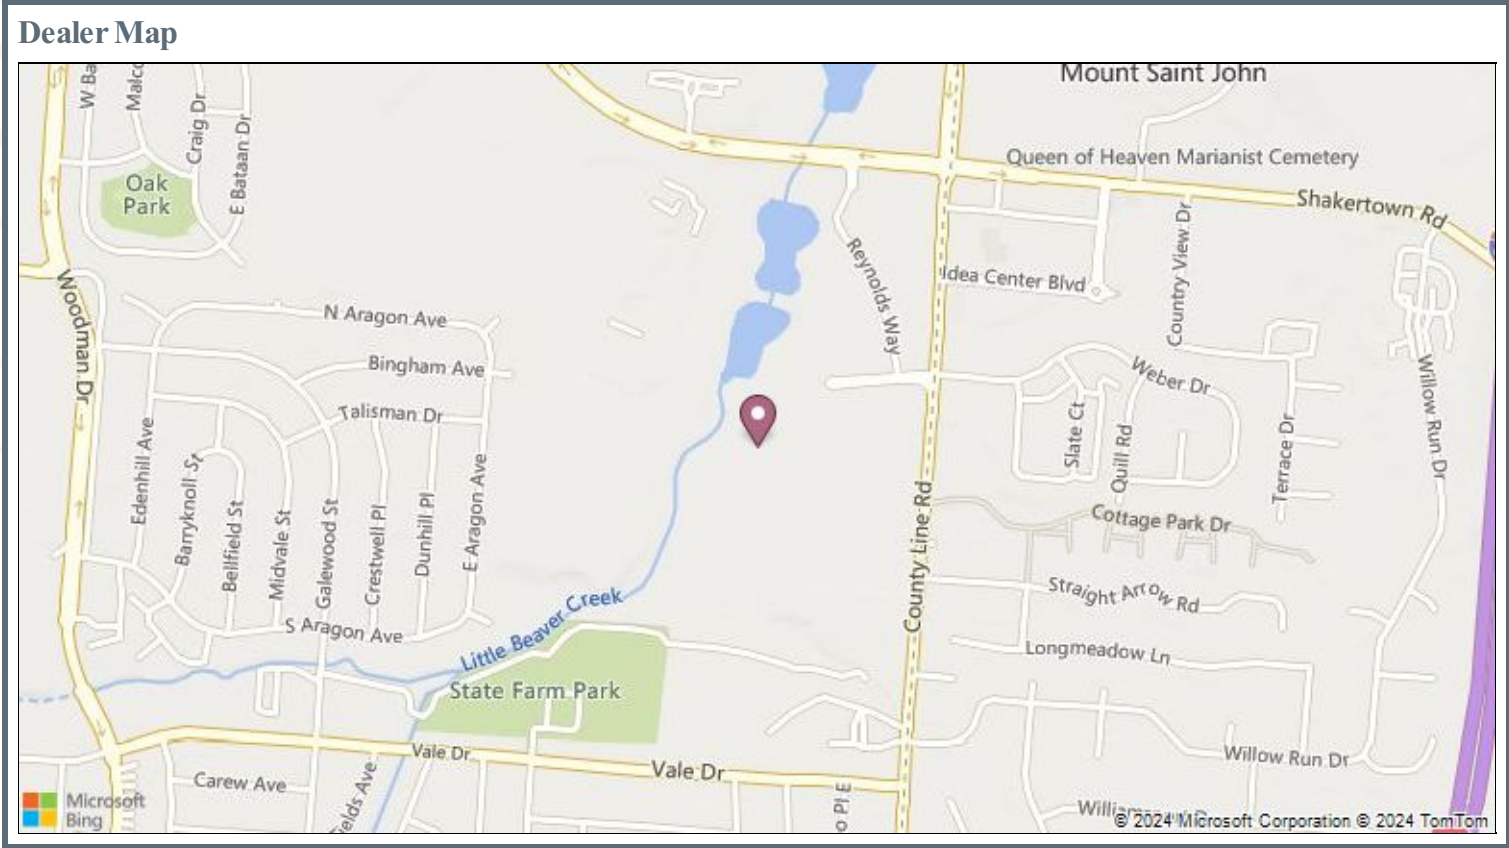 Dealer Map
Mount Saint John
W Ba
Malco
Craig Dr
E Bataan Dr
Oak
Park
Queen of Heaven Marianist Cemetery
Shakertown Rd
Country View Dr
Reynolds Way
Idea Center Blvd
Woodman Dr
N Aragon Ave
Bingham Ave
Talisman Dr
Weber Dr
Willow Run Dr
Edenhill Ave
Barryknoll St
Bellfield St
Midvale St
Galewood St
Crestwell Pl
Dunhill Pl
E Aragon Ave
Slate Ct
Quill Rd
Terrace Dr
County Line Rd
Cottage Park Dr
Straight Arrow Rd
S Aragon Ave
Little Beaver Creek
Longmeadow Ln
State Farm Park
Vale Dr
Vale Dr
Willow Run Dr
Carew Ave
ields Ave
o Pl E
Microsoft
Bing
© 2024 Microsoft Corporation © 2024 TomTom